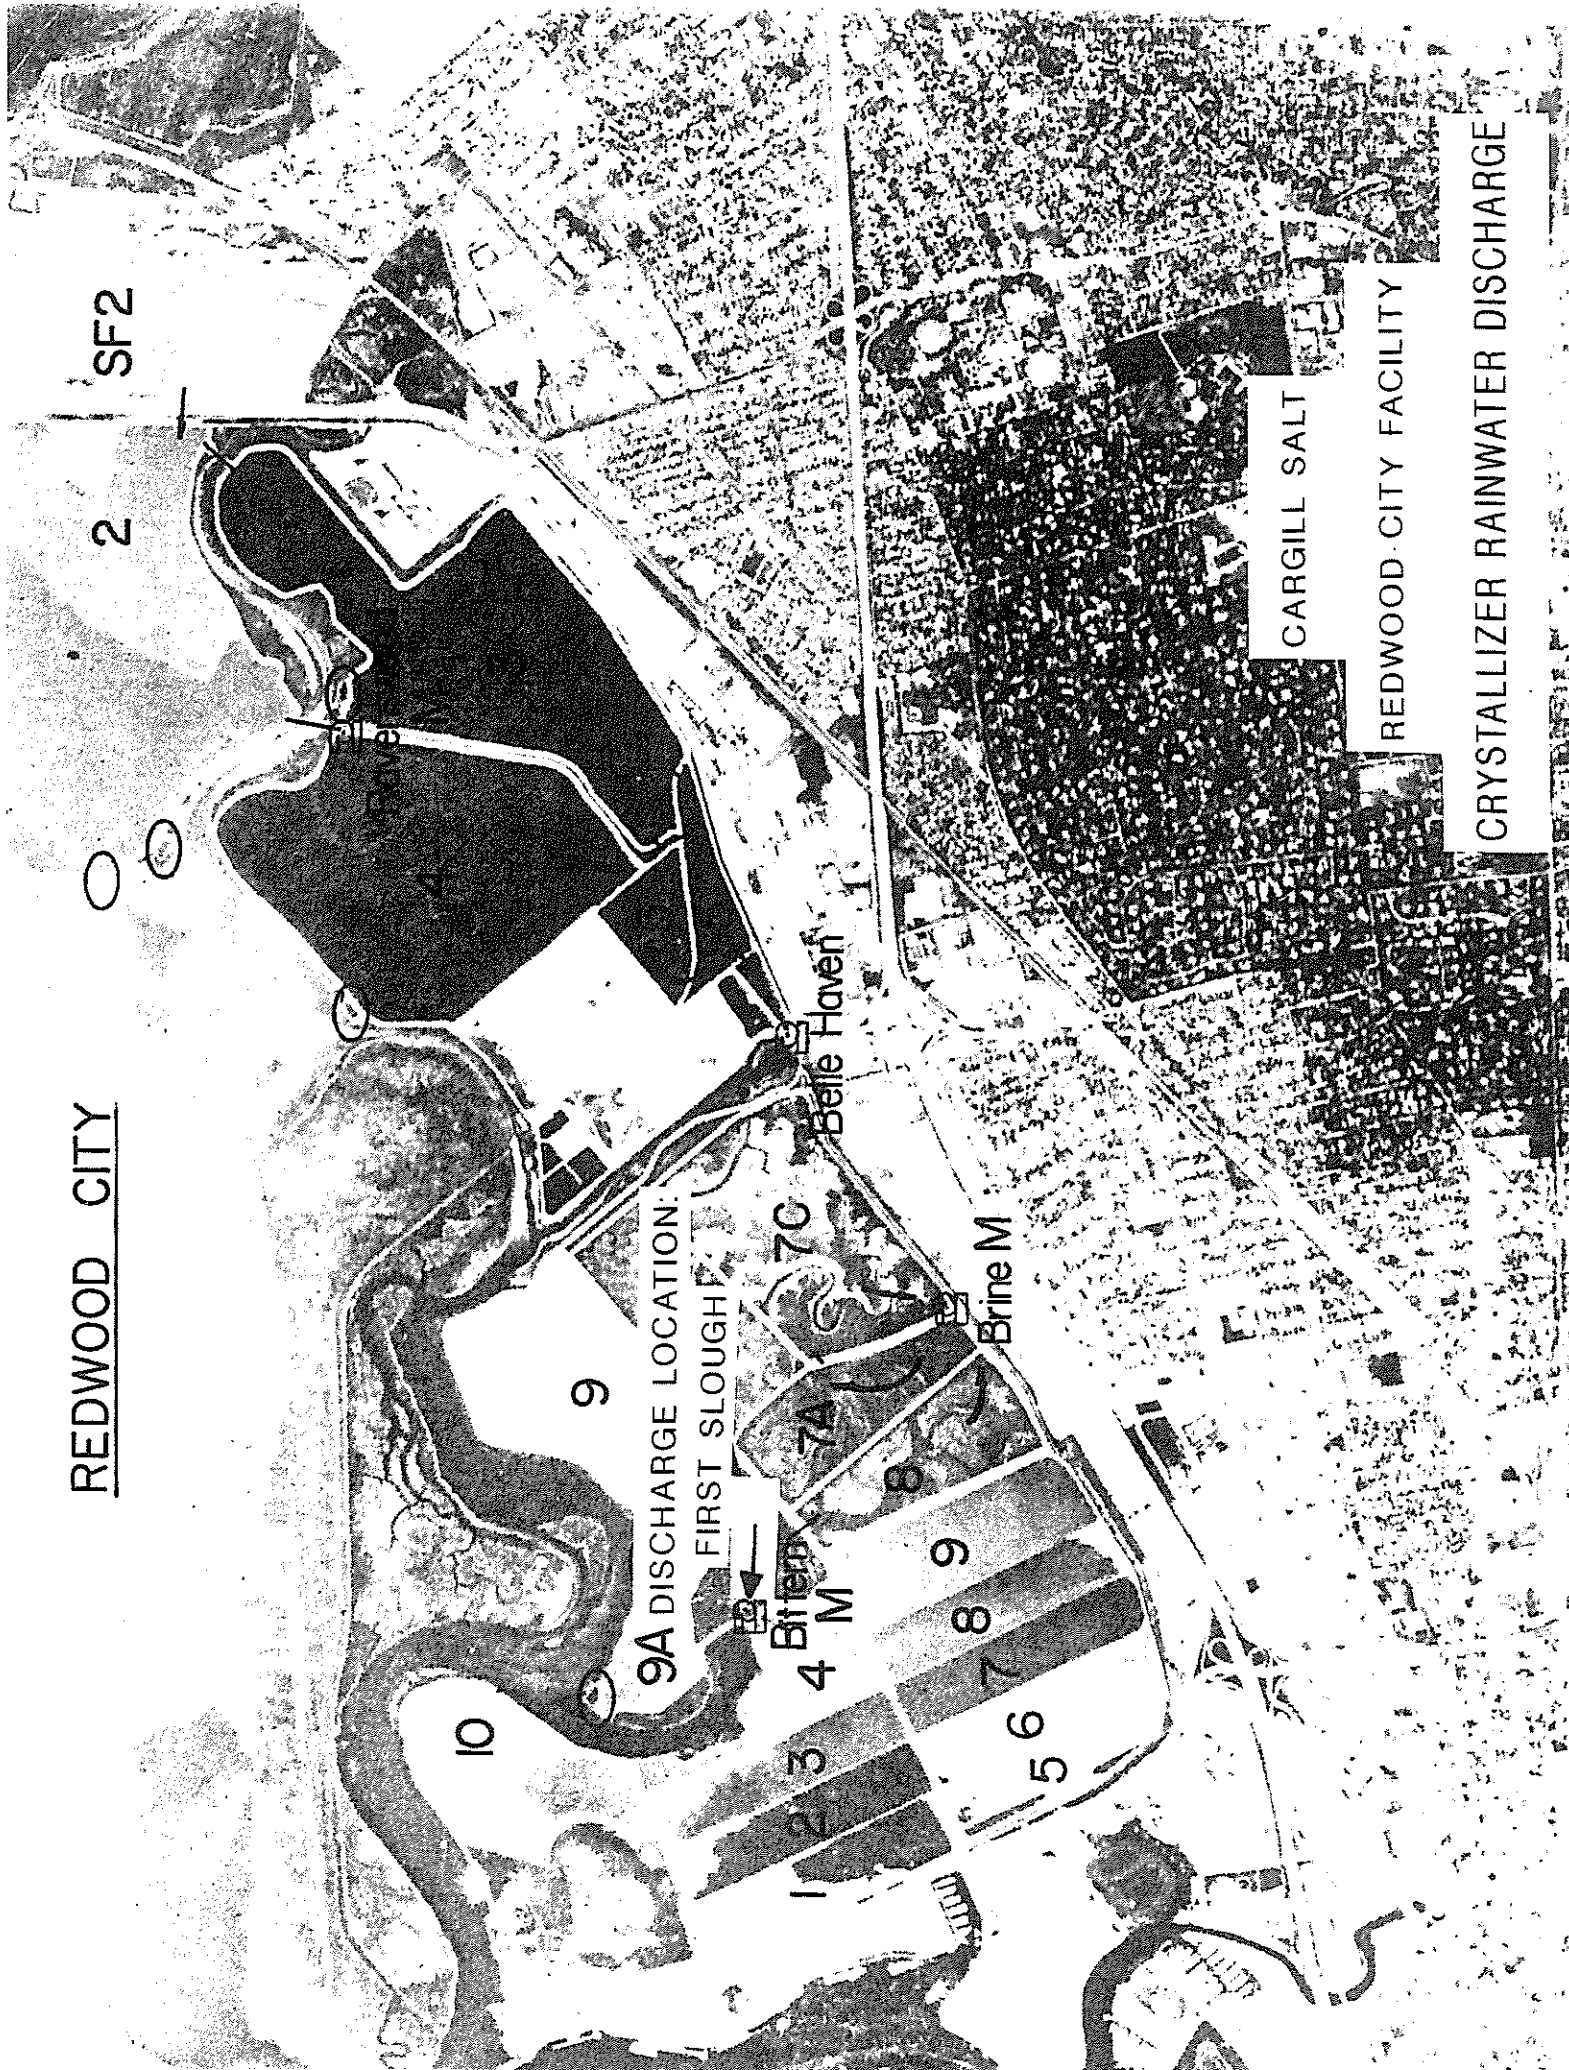 REDWOOD CITY
2
SF2
4
9
9A
DISCHARGE LOCATION:
FIRST SLOUGH
10
Belle Haven
7C
7A
8
Brine M
Bittern
M
4
9
8
7
6
5
3
2
1
CARGILL SALT
REDWOOD CITY FACILITY
CRYSTALLIZER RAINWATER DISCHARGE